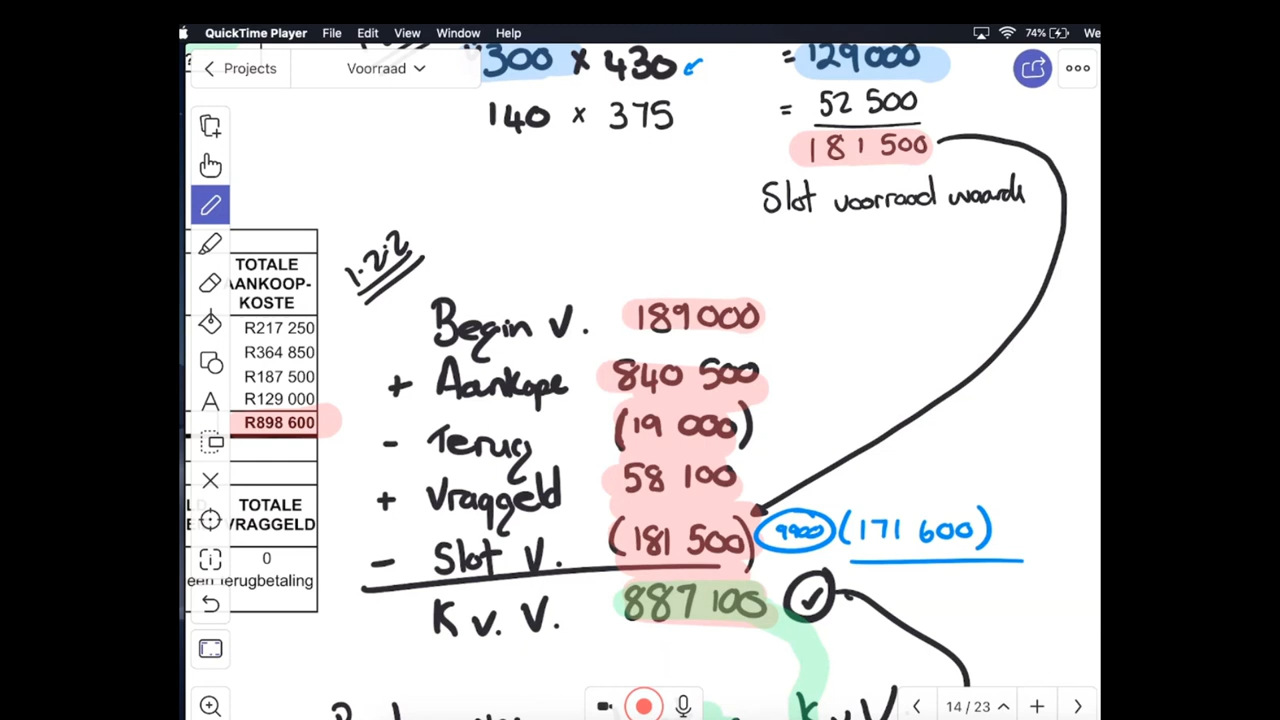 QuickTime Player File Edit View Window Help 74% We
Projects Voorraad
300 x 430 = 129 000
140 x 375 = 52 500
181 500
Slot voorraad waarde
1.2.2
TOTALE
AANKOOP-
KOSTE
R217 250
R364 850
R187 500
R129 000
R898 600
TOTALE
VRAGGELD
0
een terugbetaling
Begin V. 189 000
+ Aankope 840 500
- Terug (19 000)
+ Vraggeld 58 100
- Slot V. (181 500) 9900 (171 600)
K v. V. 887 100
K v V
14 / 23